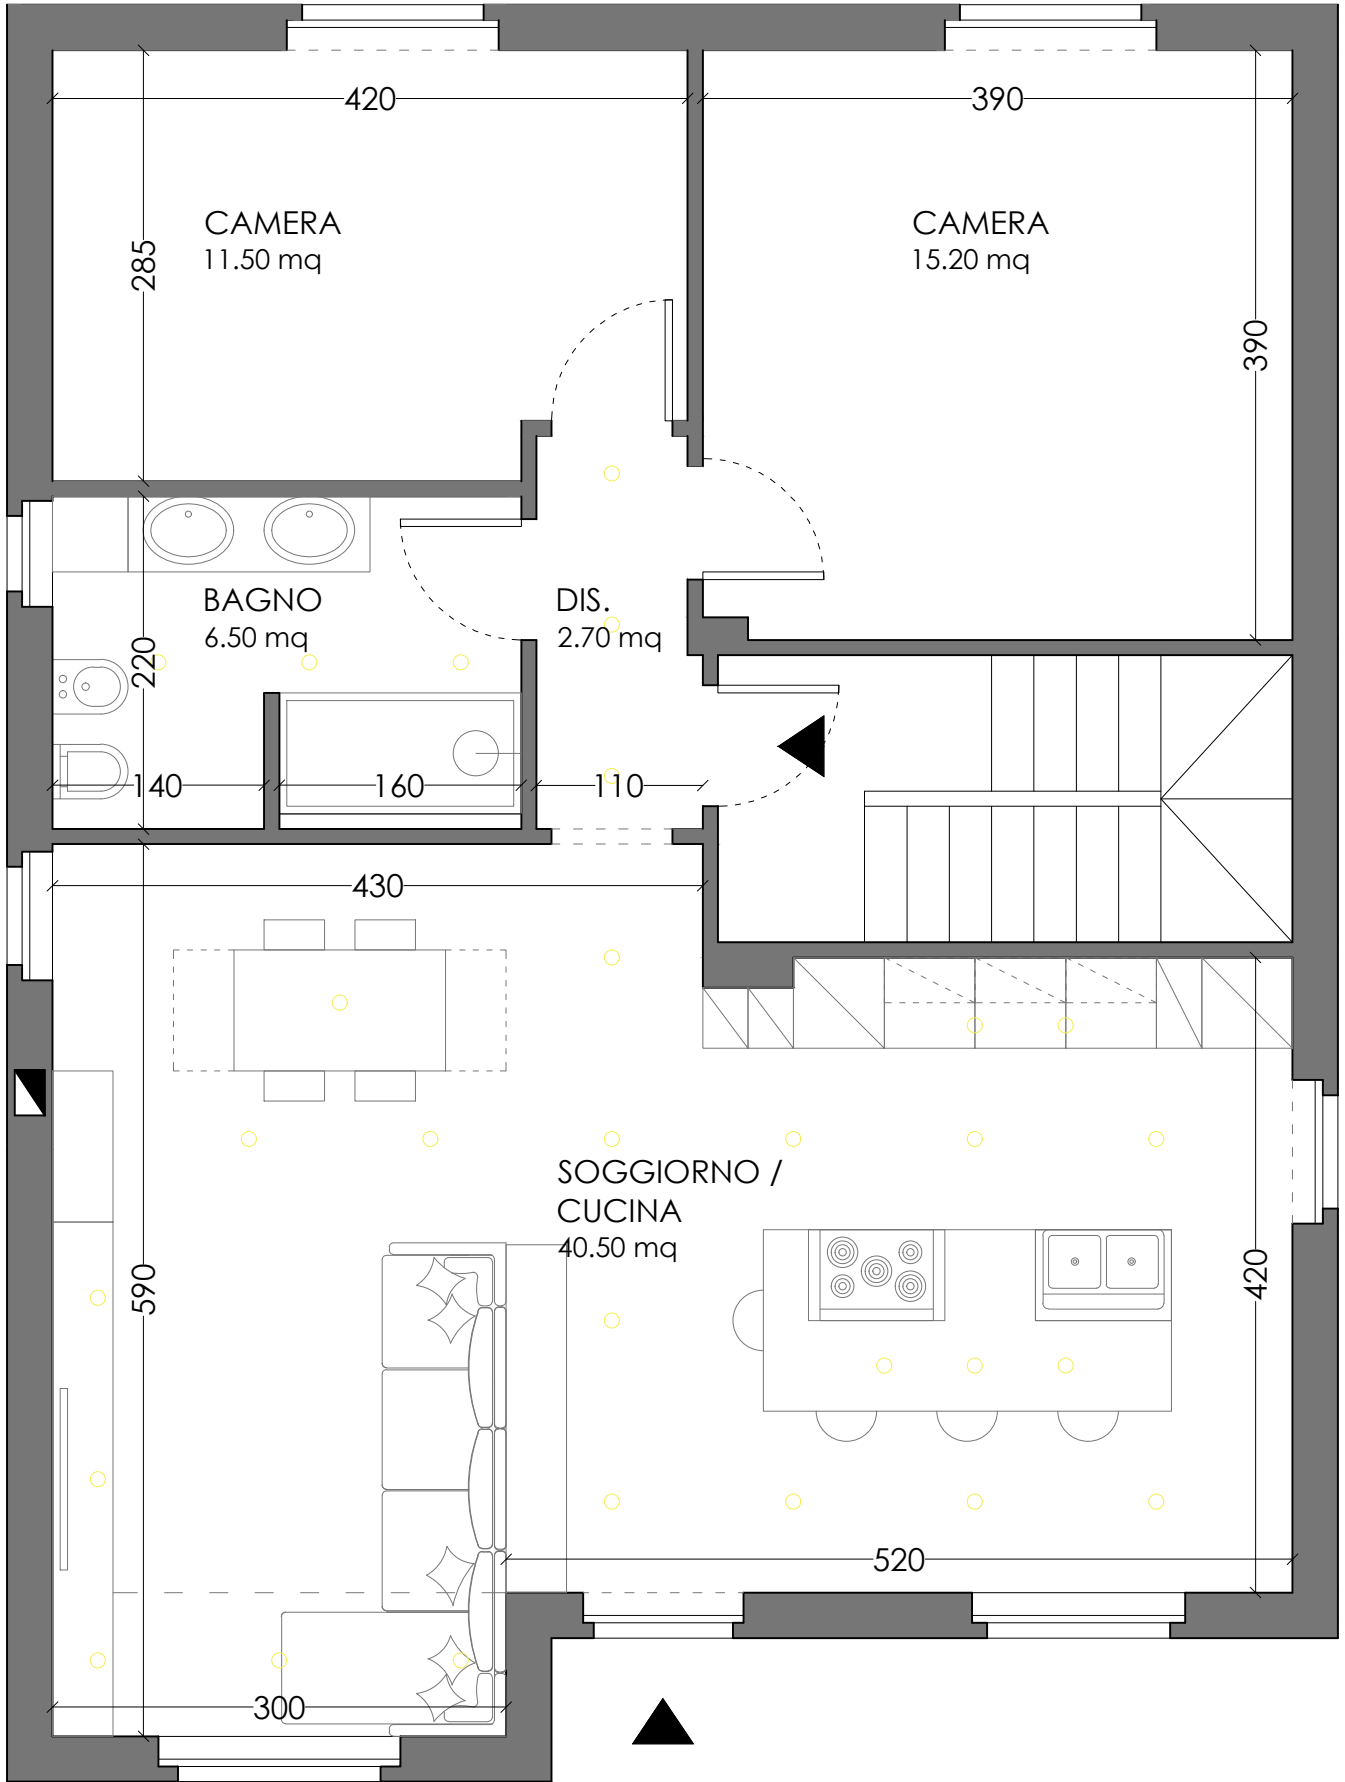 420
390
CAMERA
11.50 mq
CAMERA
15.20 mq
285
390
BAGNO
6.50 mq
DIS.
2.70 mq
220
140
160
110
430
SOGGIORNO /
CUCINA
40.50 mq
590
420
520
300